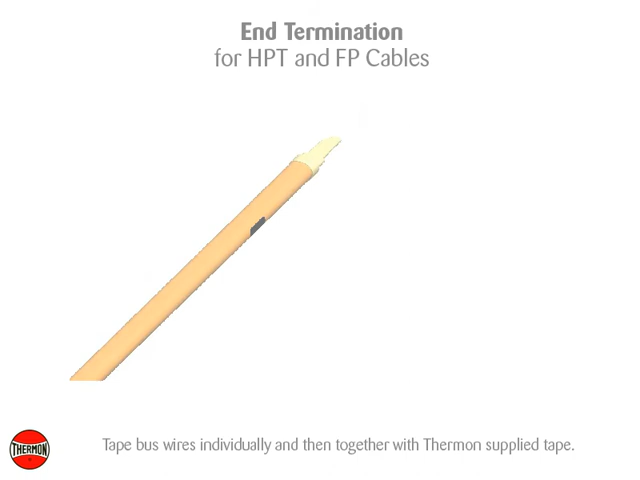 End Termination
for HPT and FP Cables
THERMON
Tape bus wires individually and then together with Thermon supplied tape.